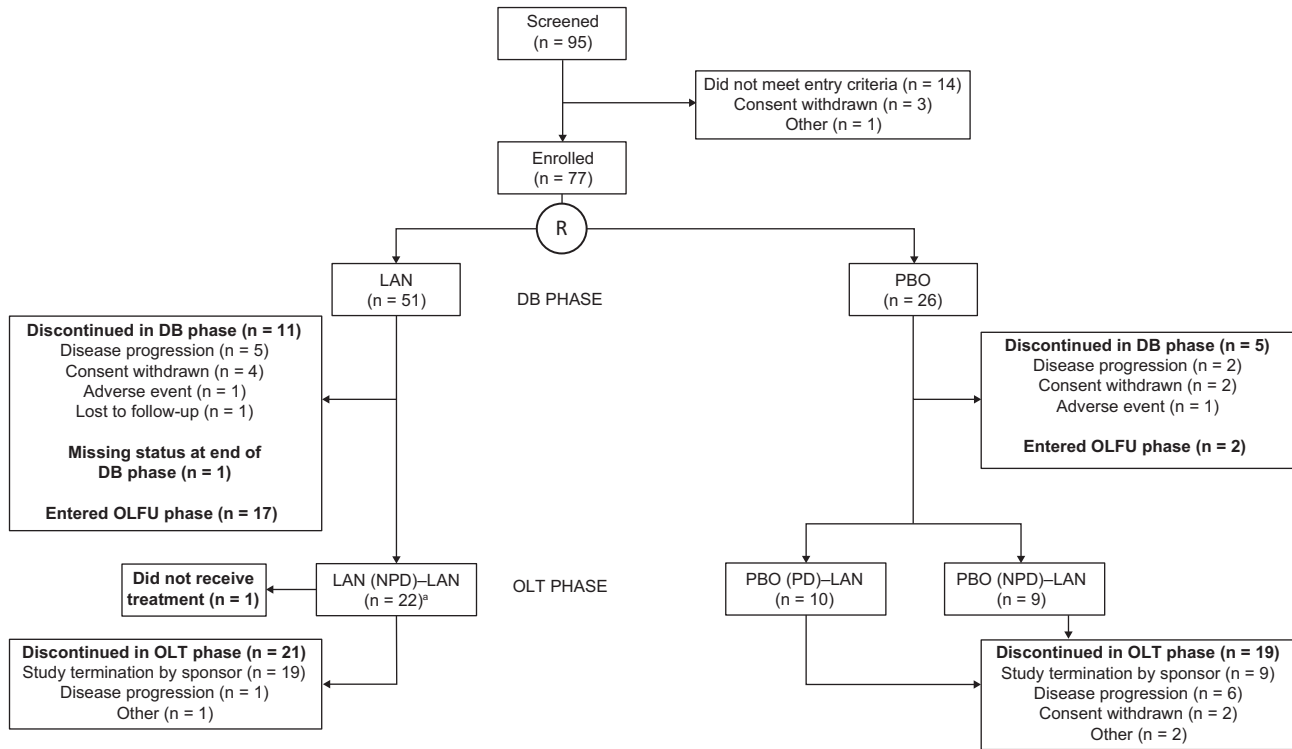 Screened
(n = 95)
Did not meet entry criteria (n = 14)
Consent withdrawn (n = 3)
Other (n = 1)
Enrolled
(n = 77)
R
LAN
(n = 51)
DB PHASE
PBO
(n = 26)
Discontinued in DB phase (n = 11)
Disease progression (n = 5)
Consent withdrawn (n = 4)
Adverse event (n = 1)
Lost to follow-up (n = 1)
Missing status at end of
DB phase (n = 1)
Entered OLFU phase (n = 17)
Discontinued in DB phase (n = 5)
Disease progression (n = 2)
Consent withdrawn (n = 2)
Adverse event (n = 1)
Entered OLFU phase (n = 2)
Did not receive
treatment (n = 1)
LAN (NPD)–LAN
(n = 22)ᵃ
OLT PHASE
PBO (PD)–LAN
(n = 10)
PBO (NPD)–LAN
(n = 9)
Discontinued in OLT phase (n = 21)
Study termination by sponsor (n = 19)
Disease progression (n = 1)
Other (n = 1)
Discontinued in OLT phase (n = 19)
Study termination by sponsor (n = 9)
Disease progression (n = 6)
Consent withdrawn (n = 2)
Other (n = 2)